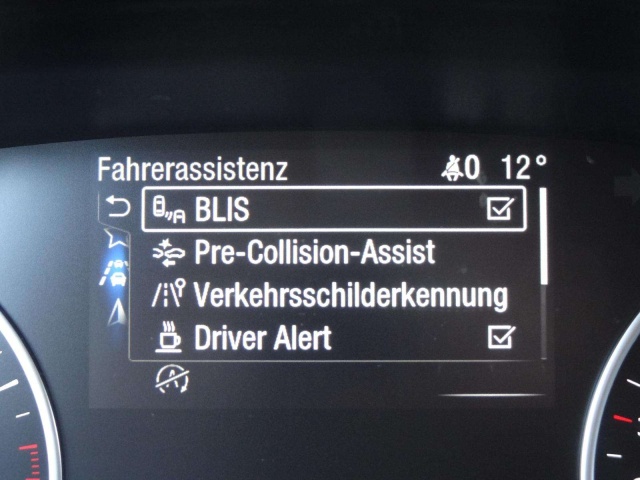 Fahrerassistenz 0 12°
BLIS
Pre-Collision-Assist
Verkehrsschilderkennung
Driver Alert